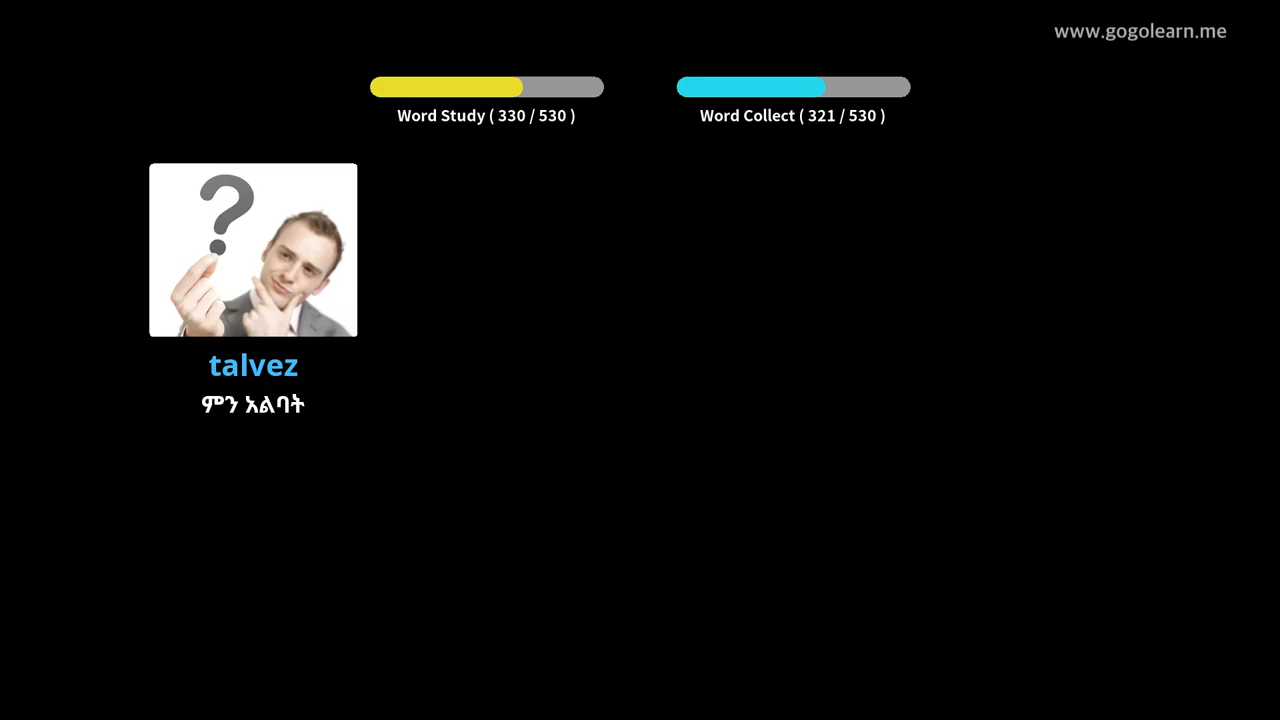 www.gogolearn.me
Word Study ( 330 / 530 )
Word Collect ( 321 / 530 )
talvez
ምን አልባት